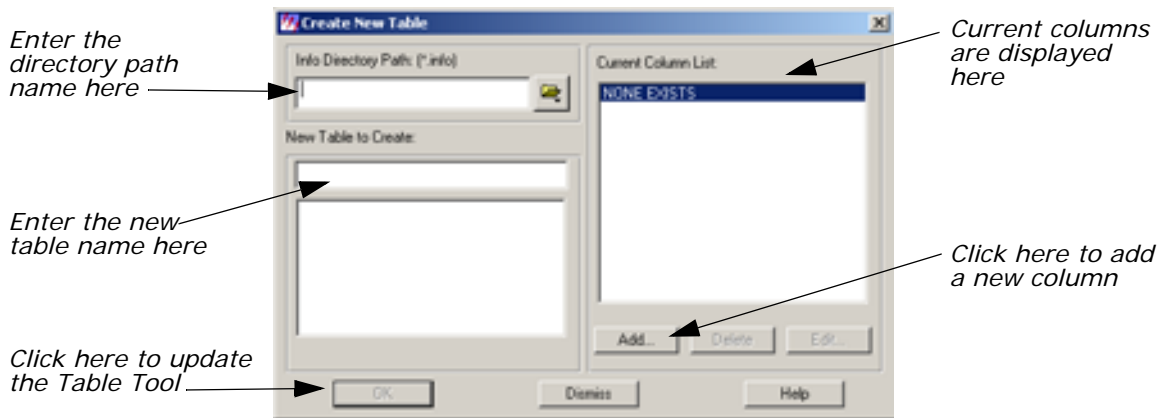 Create New Table
Enter the
directory path
name here
Info Directory Path: (*.info)
New Table to Create:
Enter the new
table name here
Click here to update
the Table Tool
Current Column List:
NONE EXISTS
Current columns
are displayed
here
Click here to add
a new column
Add...
Delete
Edit...
OK
Dismiss
Help